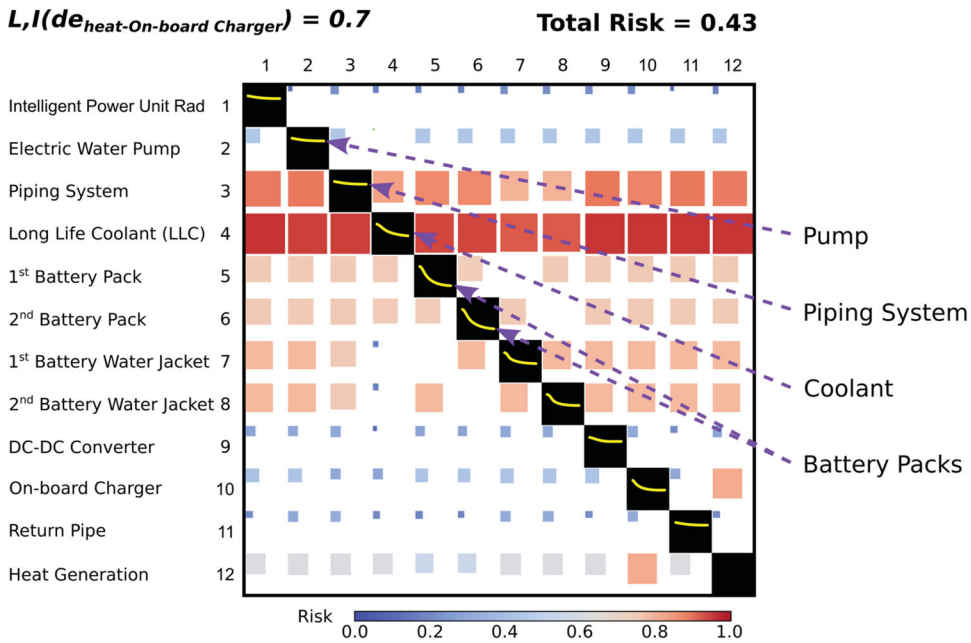 L,I(de_heat-On-board Charger) = 0.7 Total Risk = 0.43
1 2 3 4 5 6 7 8 9 10 11 12
Intelligent Power Unit Rad 1
Electric Water Pump 2
Piping System 3
Long Life Coolant (LLC) 4
Pump
1st Battery Pack 5
Piping System
2nd Battery Pack 6
1st Battery Water Jacket 7
Coolant
2nd Battery Water Jacket 8
DC-DC Converter 9
Battery Packs
On-board Charger 10
Return Pipe 11
Heat Generation 12
Risk
0.0 0.2 0.4 0.6 0.8 1.0